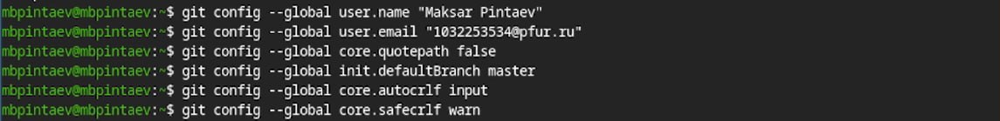 mbpintaev@mbpintaev:~$ git config --global user.name "Maksar Pintaev"
mbpintaev@mbpintaev:~$ git config --global user.email "1032253534@pfur.ru"
mbpintaev@mbpintaev:~$ git config --global core.quotepath false
mbpintaev@mbpintaev:~$ git config --global init.defaultBranch master
mbpintaev@mbpintaev:~$ git config --global core.autocrlf input
mbpintaev@mbpintaev:~$ git config --global core.safecrlf warn